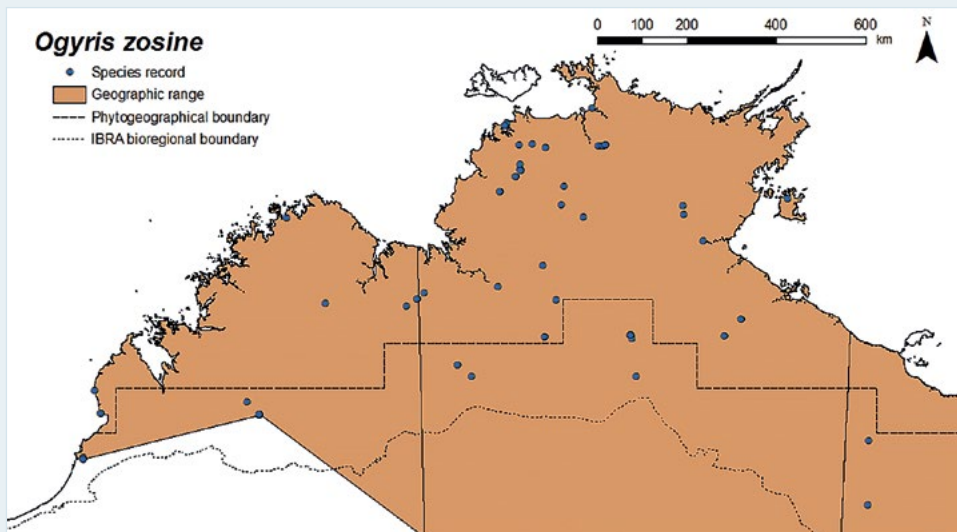 Ogyris zosine
Species record
Geographic range
Phytogeographical boundary
IBRA bioregional boundary
0 100 200 400 600
km
N